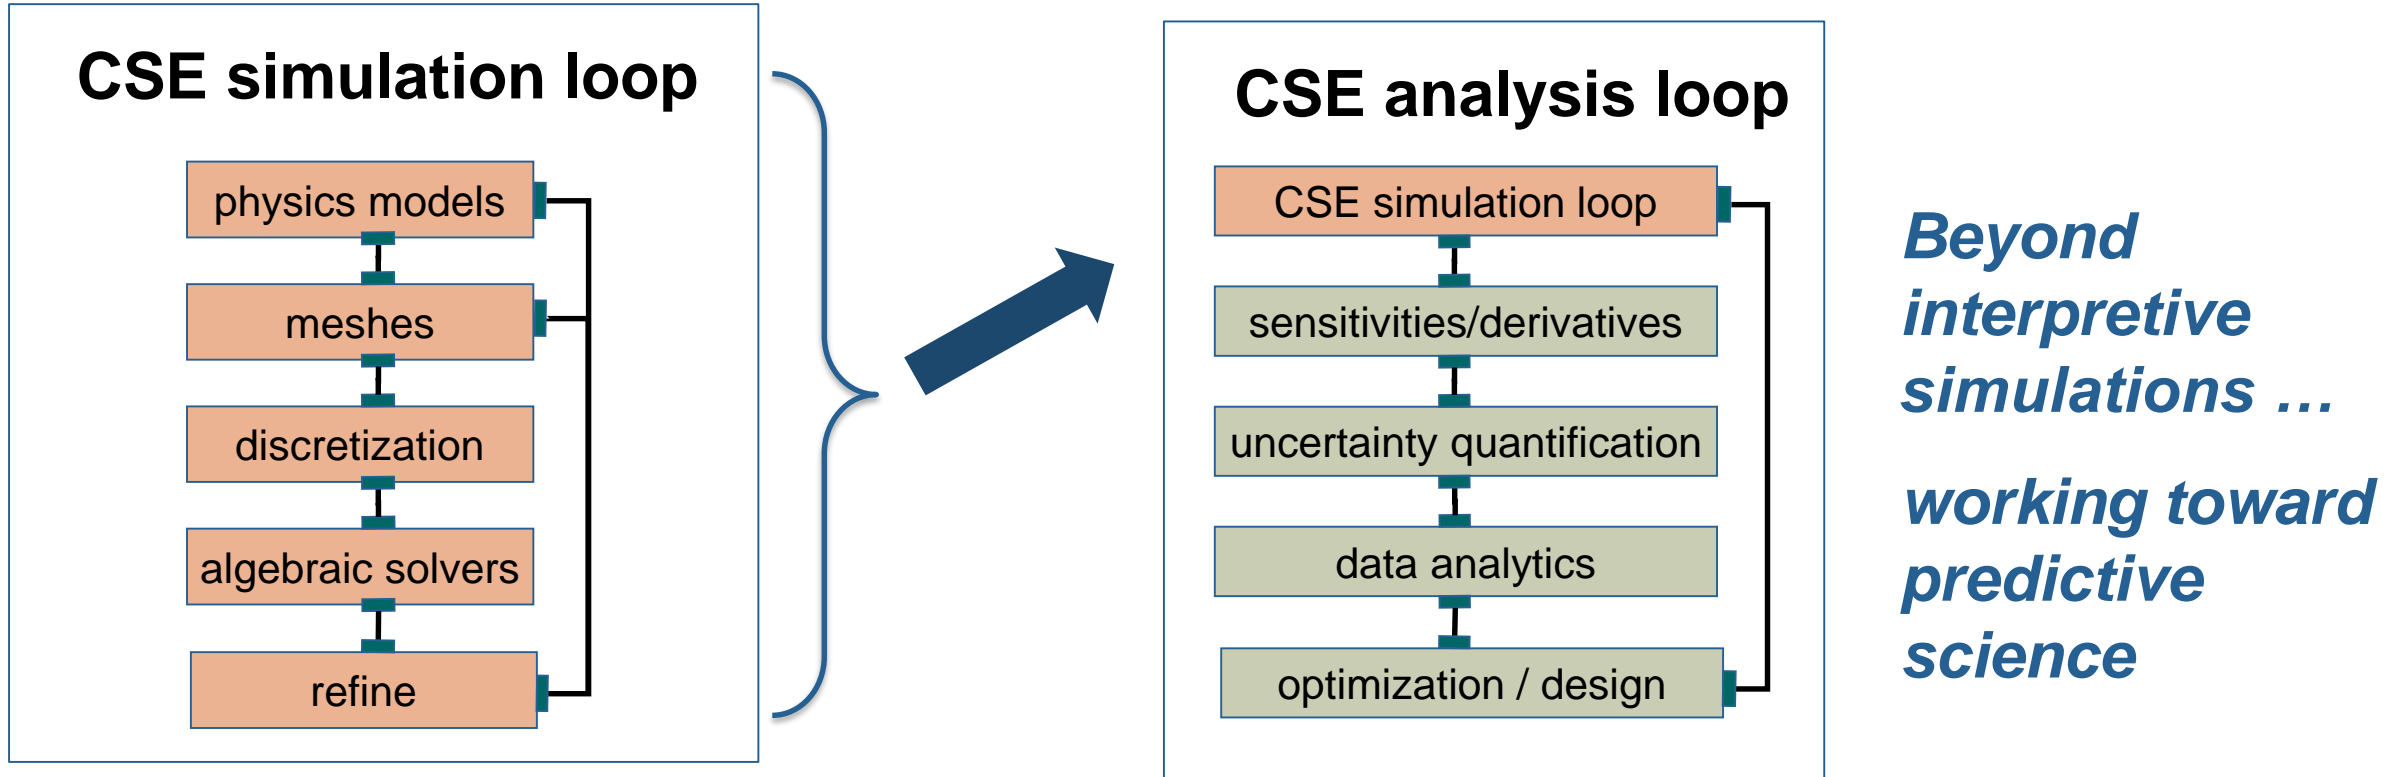 CSE simulation loop
physics models
meshes
discretization
algebraic solvers
refine
CSE analysis loop
CSE simulation loop
sensitivities/derivatives
uncertainty quantification
data analytics
optimization / design
Beyond
interpretive
simulations …
working toward
predictive
science